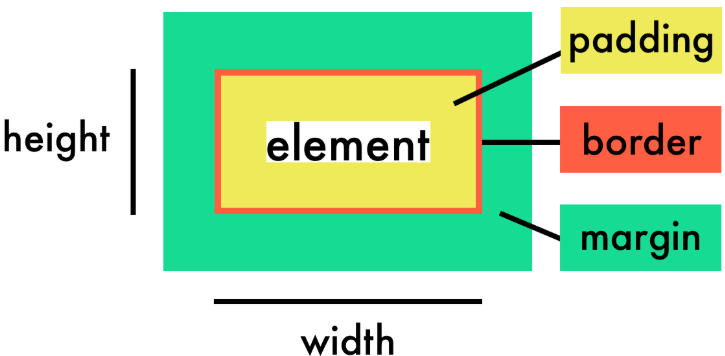 padding
height
element
border
margin
width